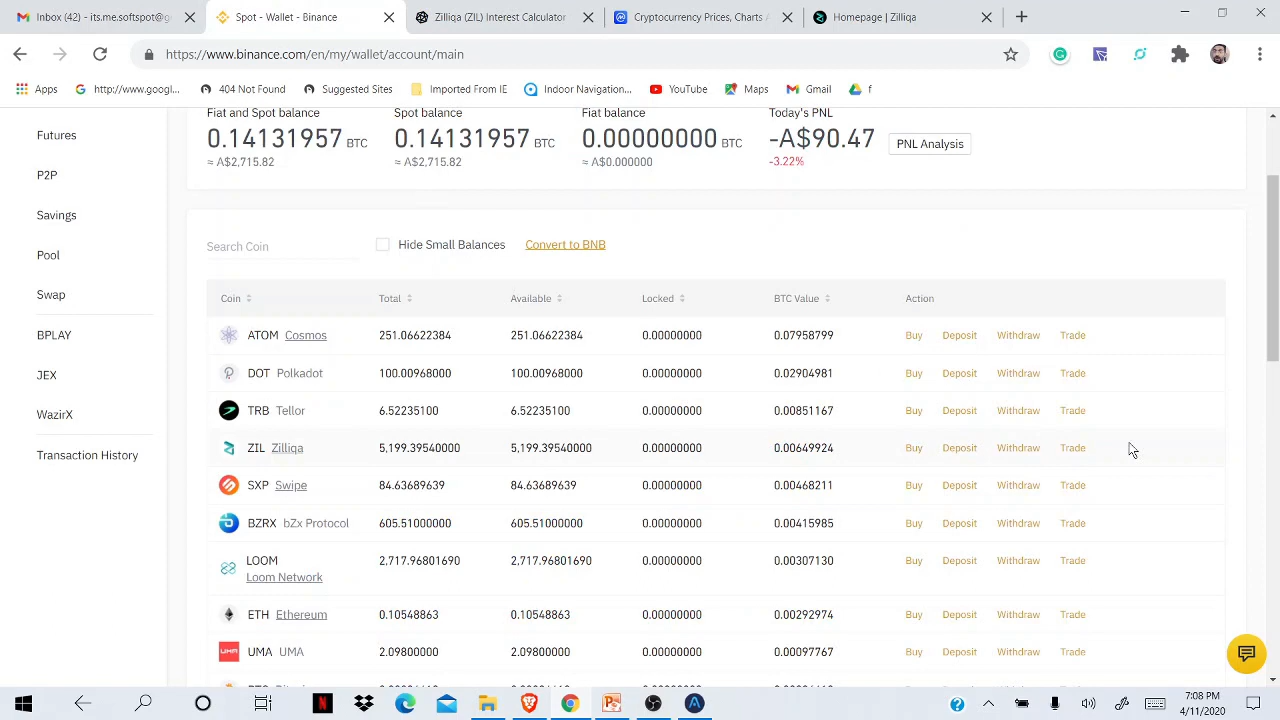 Inbox (42) - its.me.softspot@gm
Spot - Wallet - Binance
Zilliqa (ZIL) Interest Calculator
Cryptocurrency Prices, Charts A
Homepage | Zilliqa
https://www.binance.com/en/my/wallet/account/main
Apps
http://www.googl...
404 Not Found
Suggested Sites
Imported From IE
Indoor Navigation...
YouTube
Maps
Gmail
f
Futures
P2P
Savings
Pool
Swap
BPLAY
JEX
WazirX
Transaction History
Fiat and Spot balance
Spot balance
Fiat balance
Today's PNL
0.14131957 BTC
0.14131957 BTC
0.00000000 BTC
-A$90.47
PNL Analysis
≈ A$2,715.82
≈ A$2,715.82
≈ A$0.000000
-3.22%
Search Coin
Hide Small Balances
Convert to BNB
Coin Total Available Locked BTC Value Action
ATOM Cosmos 251.06622384 251.06622384 0.00000000 0.07958799 Buy Deposit Withdraw Trade
DOT Polkadot 100.00968000 100.00968000 0.00000000 0.02904981 Buy Deposit Withdraw Trade
TRB Tellor 6.52235100 6.52235100 0.00000000 0.00851167 Buy Deposit Withdraw Trade
ZIL Zilliqa 5,199.39540000 5,199.39540000 0.00000000 0.00649924 Buy Deposit Withdraw Trade
SXP Swipe 84.63689639 84.63689639 0.00000000 0.00468211 Buy Deposit Withdraw Trade
BZRX bZx Protocol 605.51000000 605.51000000 0.00000000 0.00415985 Buy Deposit Withdraw Trade
LOOM 2,717.96801690 2,717.96801690 0.00000000 0.00307130 Buy Deposit Withdraw Trade
Loom Network
ETH Ethereum 0.10548863 0.10548863 0.00000000 0.00292974 Buy Deposit Withdraw Trade
UMA UMA 2.09800000 2.09800000 0.00000000 0.00097767 Buy Deposit Withdraw Trade
7:08 PM
4/11/2020